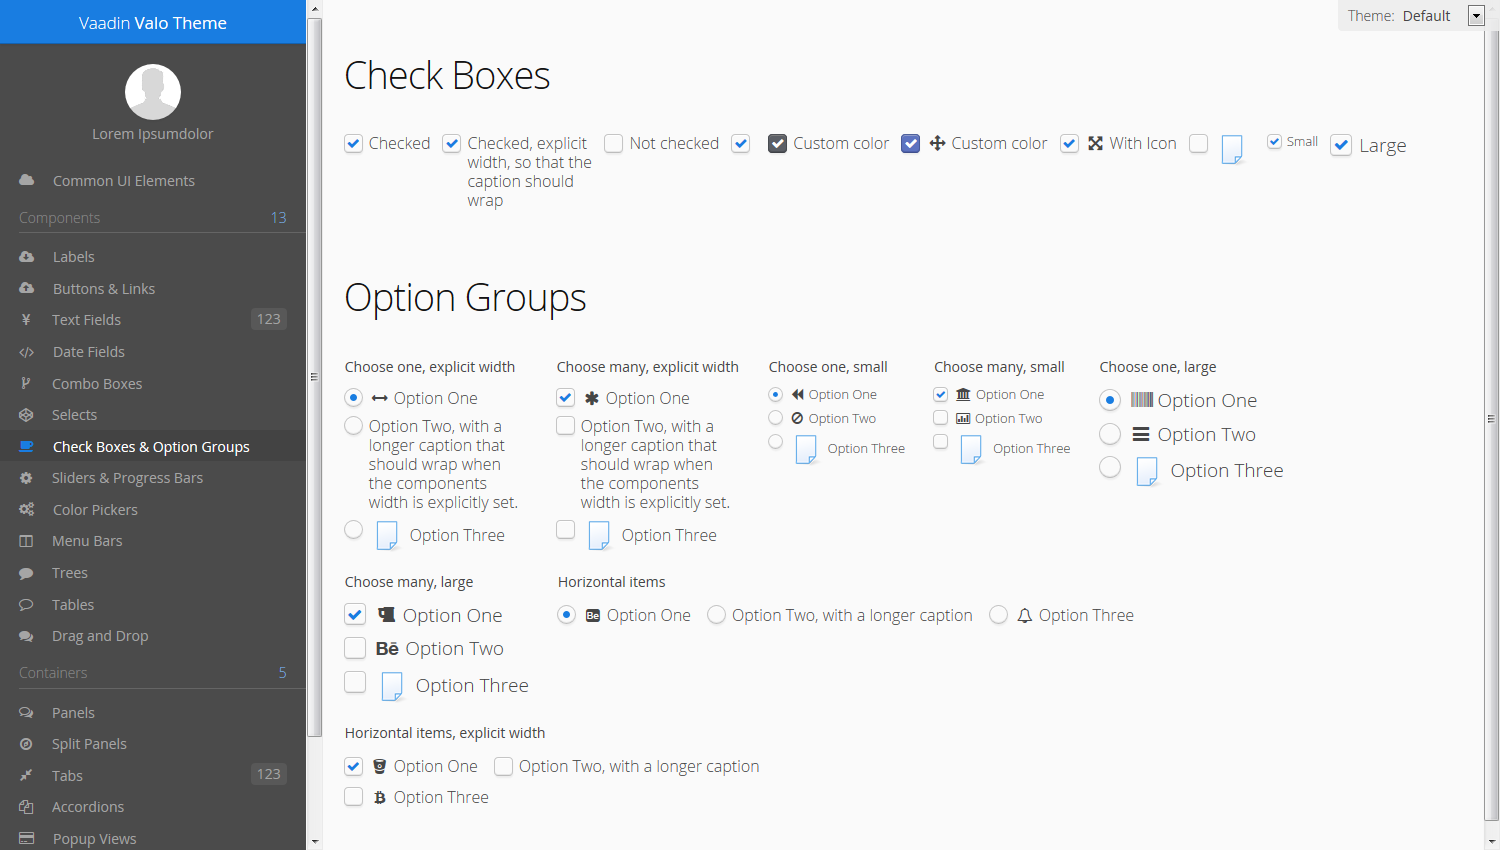 Vaadin Valo Theme
Lorem Ipsumdolor
Common UI Elements
Components 13
Labels
Buttons & Links
Text Fields 123
Date Fields
Combo Boxes
Selects
Check Boxes & Option Groups
Sliders & Progress Bars
Color Pickers
Menu Bars
Trees
Tables
Drag and Drop
Containers 5
Panels
Split Panels
Tabs 123
Accordions
Popup Views
Theme: Default
Check Boxes
Checked
Checked, explicit
width, so that the
caption should
wrap
Not checked
Custom color
Custom color
With Icon
Small
Large
Option Groups
Choose one, explicit width
Option One
Option Two, with a
longer caption that
should wrap when
the components
width is explicitly set.
Option Three
Choose many, explicit width
Option One
Option Two, with a
longer caption that
should wrap when
the components
width is explicitly set.
Option Three
Choose one, small
Option One
Option Two
Option Three
Choose many, small
Option One
Option Two
Option Three
Choose one, large
Option One
Option Two
Option Three
Choose many, large
Option One
Bē Option Two
Option Three
Horizontal items
Be Option One Option Two, with a longer caption Option Three
Horizontal items, explicit width
Option One Option Two, with a longer caption
Option Three